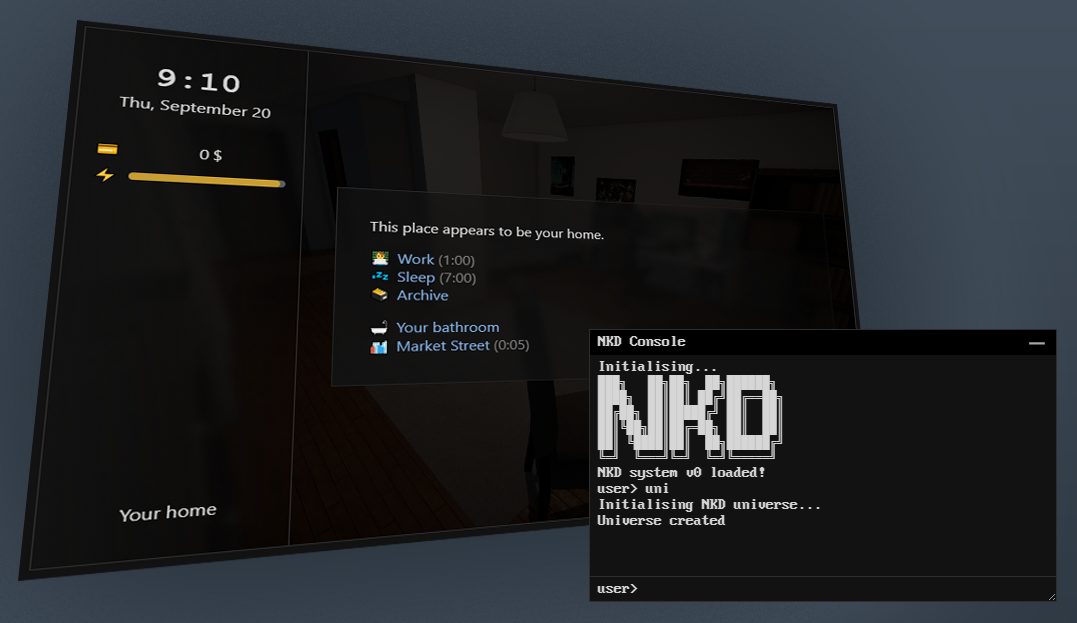 9:10
Thu, September 20
0 $
This place appears to be your home.
Work (1:00)
Sleep (7:00)
Archive
Your bathroom
Market Street (0:05)
Your home
NKD Console
Initialising...
NKD
NKD system v0 loaded!
user> uni
Initialising NKD universe...
Universe created
user>